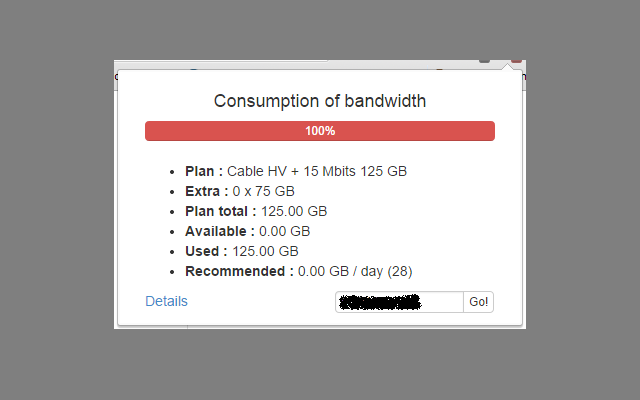 Consumption of bandwidth
100%
Plan : Cable HV + 15 Mbits 125 GB
Extra : 0 x 75 GB
Plan total : 125.00 GB
Available : 0.00 GB
Used : 125.00 GB
Recommended : 0.00 GB / day (28)
Details
Go!